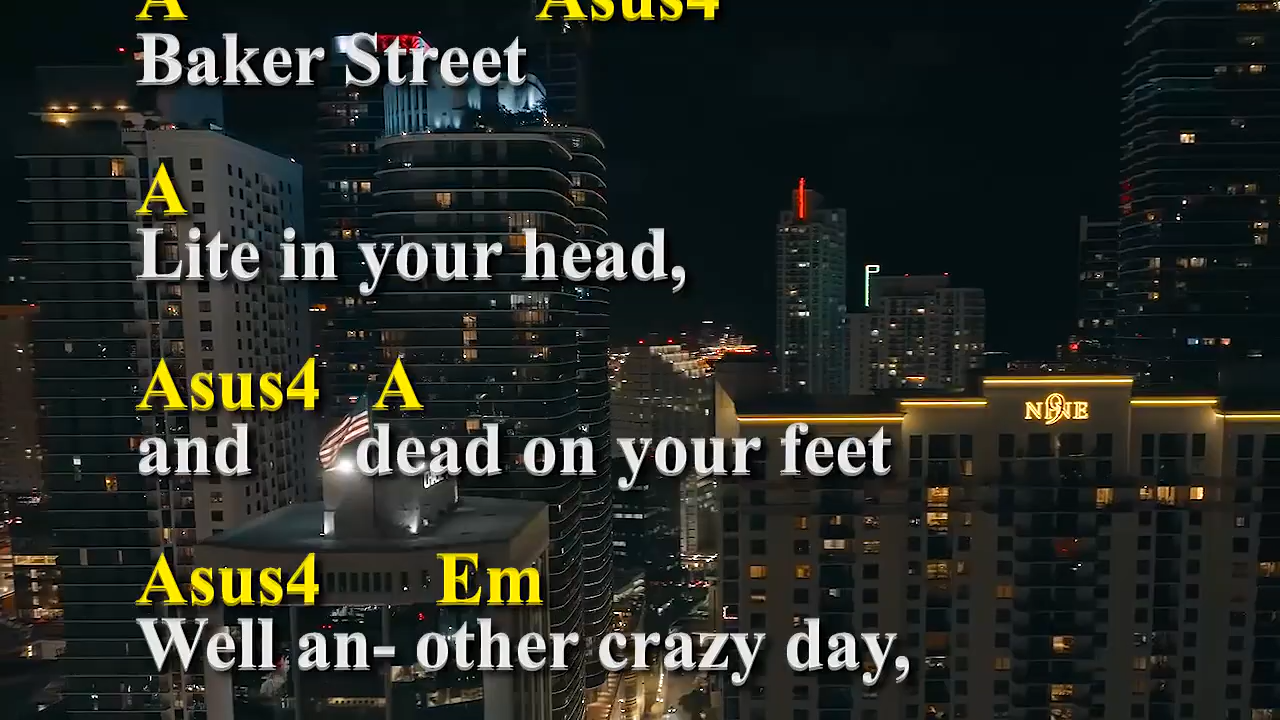 A Asus4
Baker Street
A
Lite in your head,
Asus4 A
and dead on your feet
NINE
Asus4 Em
Well an- other crazy day,